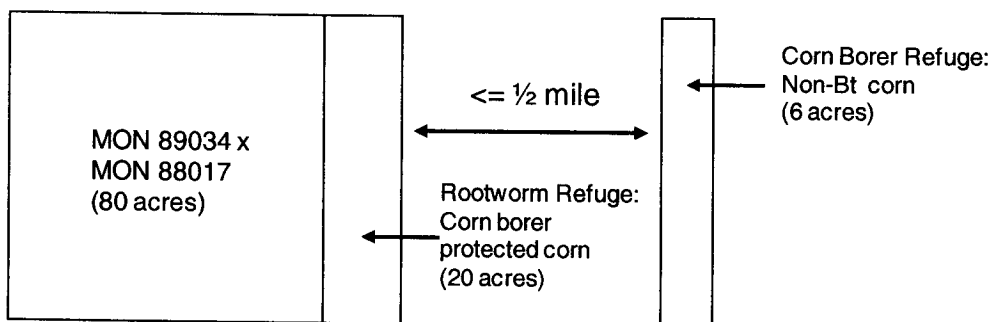 MON 89034 x
MON 88017
(80 acres)
<= ½ mile
Rootworm Refuge:
Corn borer
protected corn
(20 acres)
Corn Borer Refuge:
Non-Bt corn
(6 acres)